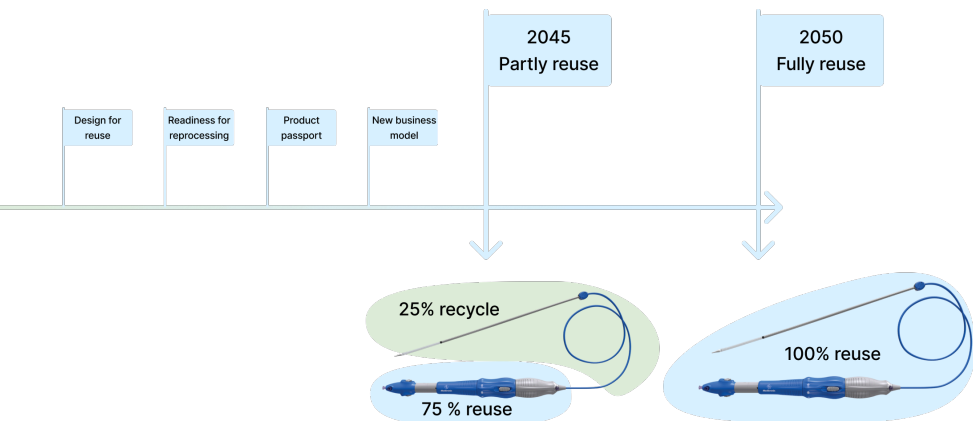 2045
Partly reuse
2050
Fully reuse
Design for
reuse
Readiness for
reprocessing
Product
passport
New business
model
25% recycle
75 % reuse
100% reuse